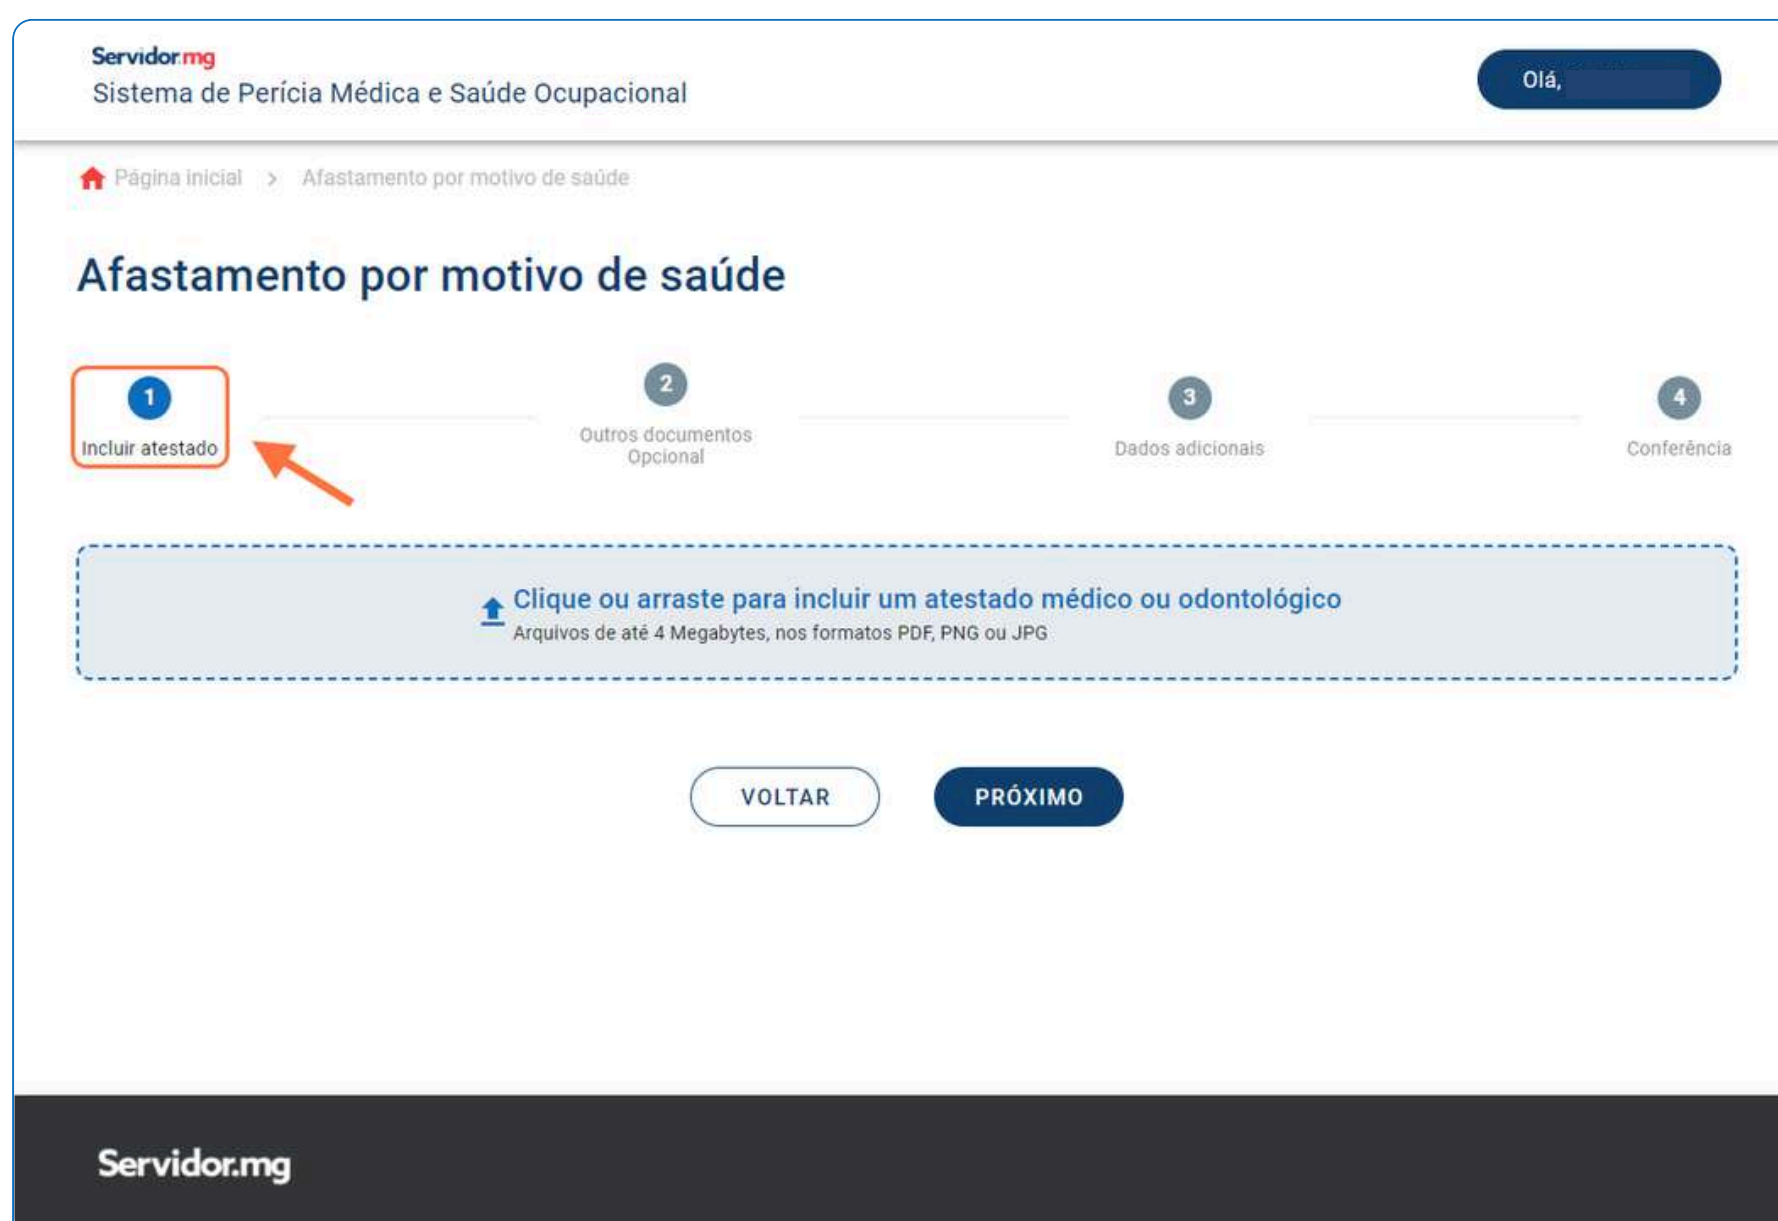 Servidor.mg
Sistema de Perícia Médica e Saúde Ocupacional
Olá,
Página inicial > Afastamento por motivo de saúde
Afastamento por motivo de saúde
1
Incluir atestado
2
Outros documentos
Opcional
3
Dados adicionais
4
Conferência
Clique ou arraste para incluir um atestado médico ou odontológico
Arquivos de até 4 Megabytes, nos formatos PDF, PNG ou JPG
VOLTAR
PRÓXIMO
Servidor.mg